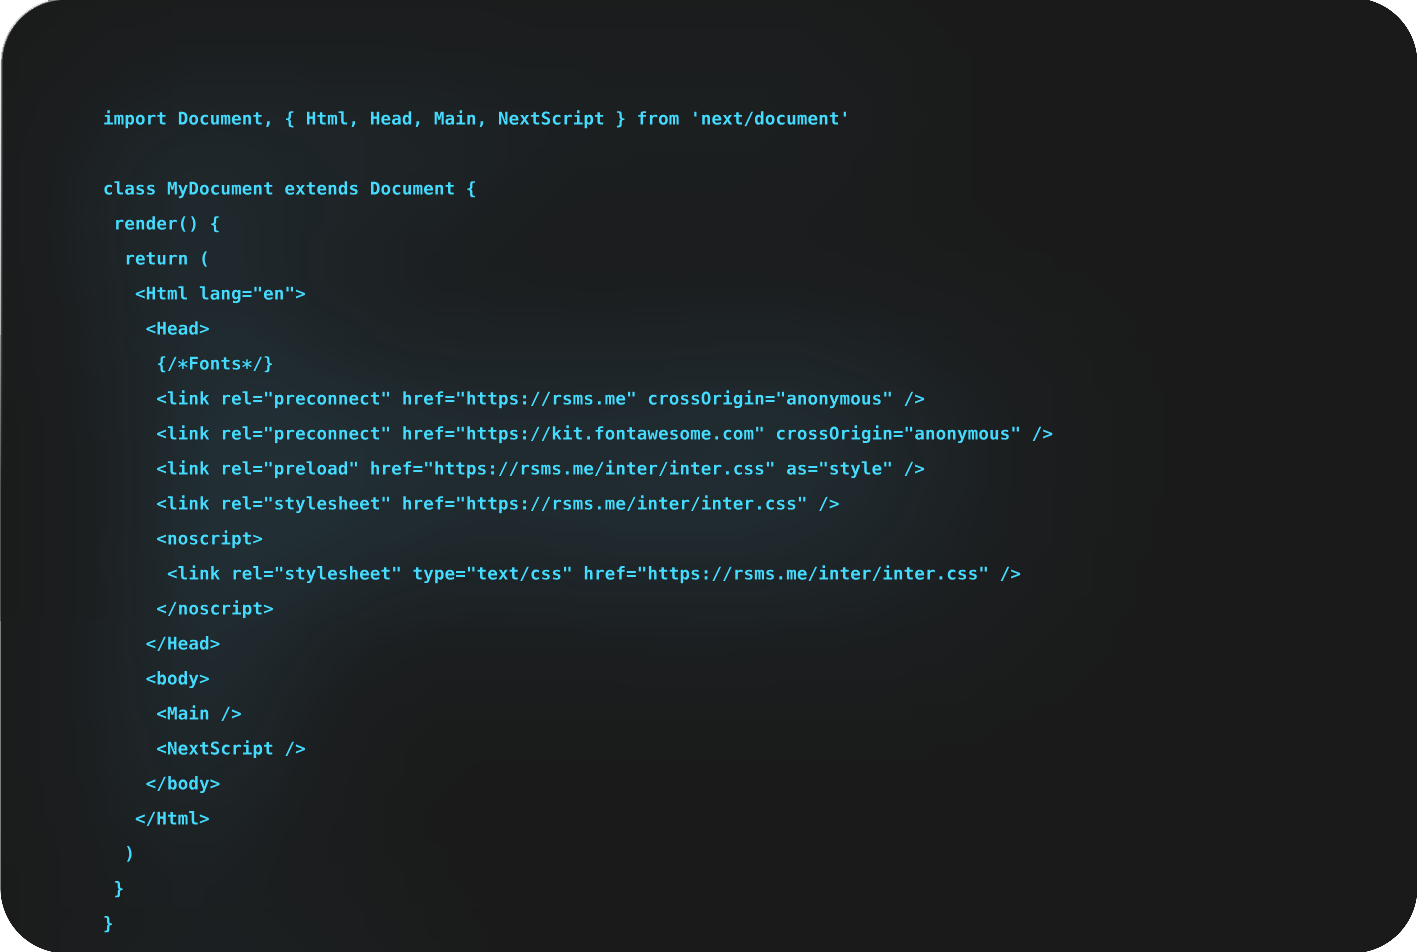 import Document, { Html, Head, Main, NextScript } from 'next/document'

class MyDocument extends Document {
 render() {
  return (
   <Html lang="en">
    <Head>
     {/*Fonts*/}
     <link rel="preconnect" href="https://rsms.me" crossOrigin="anonymous" />
     <link rel="preconnect" href="https://kit.fontawesome.com" crossOrigin="anonymous" />
     <link rel="preload" href="https://rsms.me/inter/inter.css" as="style" />
     <link rel="stylesheet" href="https://rsms.me/inter/inter.css" />
     <noscript>
      <link rel="stylesheet" type="text/css" href="https://rsms.me/inter/inter.css" />
     </noscript>
    </Head>
    <body>
     <Main />
     <NextScript />
    </body>
   </Html>
  )
 }
}